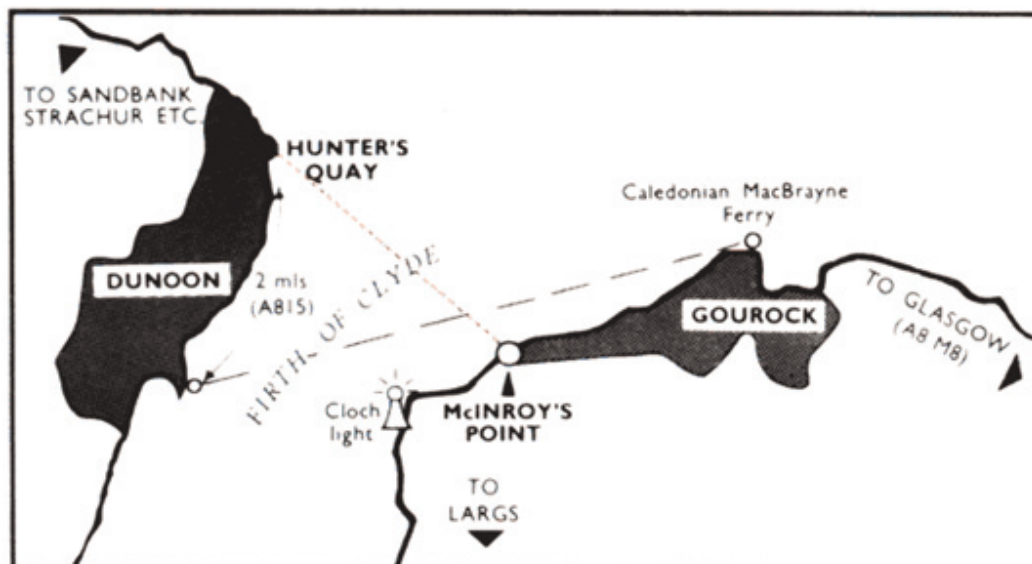 TO SANDBANK
STRACHUR ETC.
HUNTER'S
QUAY
Caledonian MacBrayne
Ferry
DUNOON
2 mls
(A815)
FIRTH OF CLYDE
GOUROCK
TO GLASGOW
(A8 M8)
Cloch
light
McINROY'S
POINT
TO
LARGS